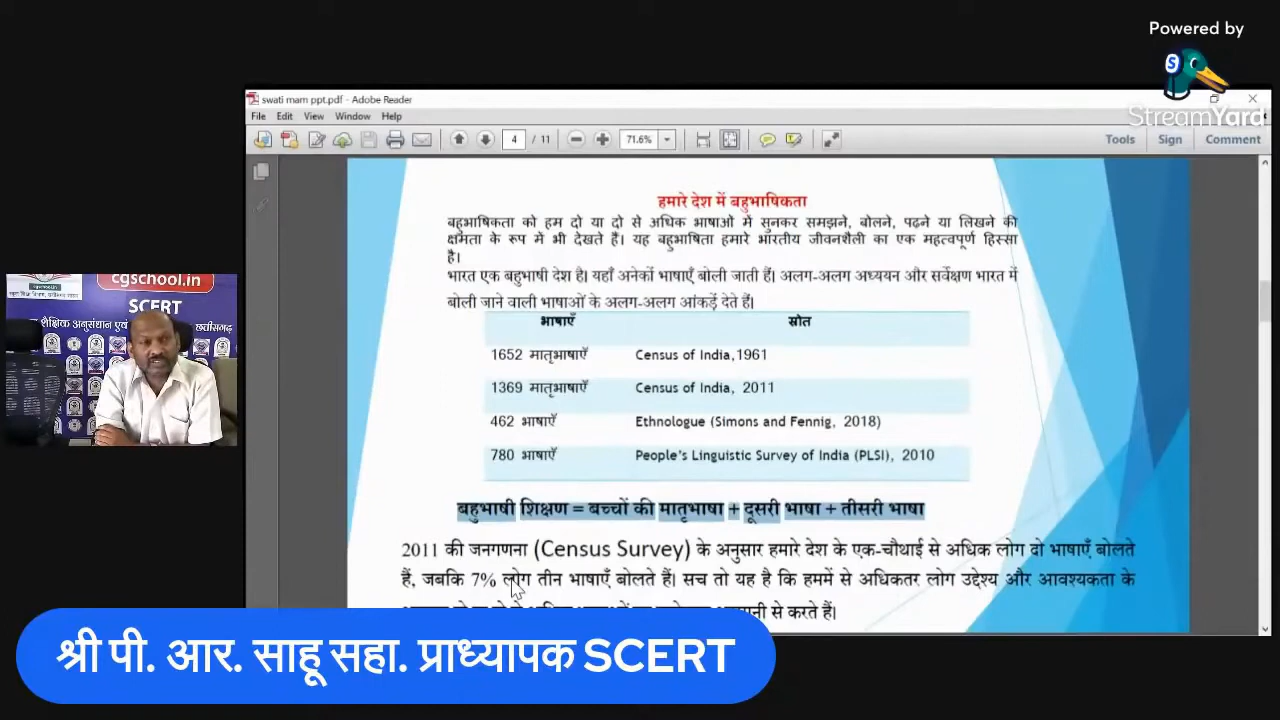 Powered by
S
StreamYard
swati mam ppt.pdf - Adobe Reader
File Edit View Window Help
4 / 11 71.6% Tools Sign Comment
हमारे देश में बहुभाषिकता
बहुभाषिकता को हम दो या दो से अधिक भाषाओ मे सुनकर समझने, बोलने, पढने या लिखने की
क्षमता के रूप में भी देखते हैं। यह बहुभाषिता हमारे भारतीय जीवनशैली का एक महत्वपूर्ण हिस्सा
है।
भारत एक बहुभाषी देश है। यहाँ अनेकों भाषाएँ बोली जाती हैं। अलग-अलग अध्ययन और सर्वेक्षण भारत में
बोली जाने वाली भाषाओं के अलग-अलग आंकड़ें देते हैं।
भाषाएँ स्रोत
1652 मातृभाषाएँ Census of India,1961
1369 मातृभाषाएँ Census of India, 2011
462 भाषाएँ Ethnologue (Simons and Fennig, 2018)
780 भाषाएँ People's Linguistic Survey of India (PLSI), 2010
बहुभाषी शिक्षण = बच्चों की मातृभाषा + दूसरी भाषा + तीसरी भाषा
2011 की जनगणना (Census Survey) के अनुसार हमारे देश के एक-चौथाई से अधिक लोग दो भाषाएँ बोलते
हैं, जबकि 7% लोग तीन भाषाएँ बोलते हैं। सच तो यह है कि हममें से अधिकतर लोग उद्देश्य और आवश्यकता के
से करते हैं।
cgschool.in
SCERT
छत्तीसगढ़
श्री पी. आर. साहू सहा. प्राध्यापक SCERT